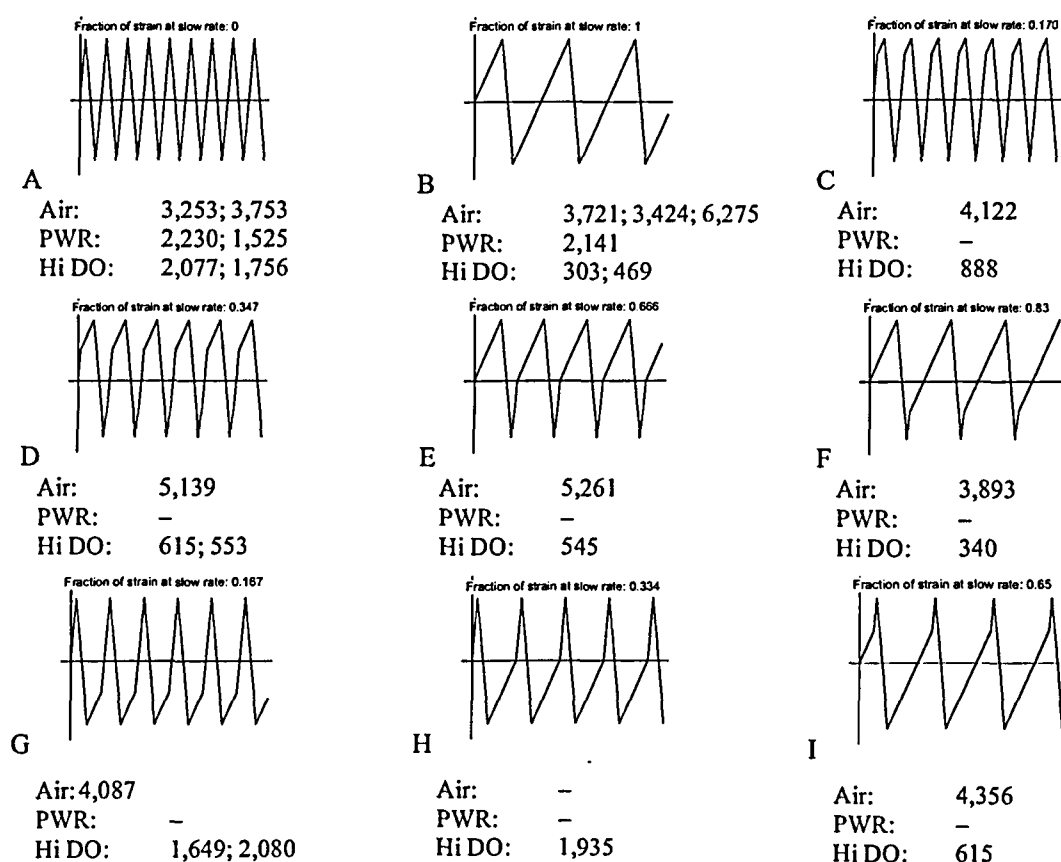 Fraction of strain at slow rate: 0
A
Air: 3,253; 3,753
PWR: 2,230; 1,525
Hi DO: 2,077; 1,756
Fraction of strain at slow rate: 1
B
Air: 3,721; 3,424; 6,275
PWR: 2,141
Hi DO: 303; 469
Fraction of strain at slow rate: 0.170
C
Air: 4,122
PWR: –
Hi DO: 888
Fraction of strain at slow rate: 0.347
D
Air: 5,139
PWR: –
Hi DO: 615; 553
Fraction of strain at slow rate: 0.666
E
Air: 5,261
PWR: –
Hi DO: 545
Fraction of strain at slow rate: 0.83
F
Air: 3,893
PWR: –
Hi DO: 340
Fraction of strain at slow rate: 0.167
G
Air: 4,087
PWR: –
Hi DO: 1,649; 2,080
Fraction of strain at slow rate: 0.334
H
Air: –
PWR: –
Hi DO: 1,935
Fraction of strain at slow rate: 0.65
I
Air: 4,356
PWR: –
Hi DO: 615